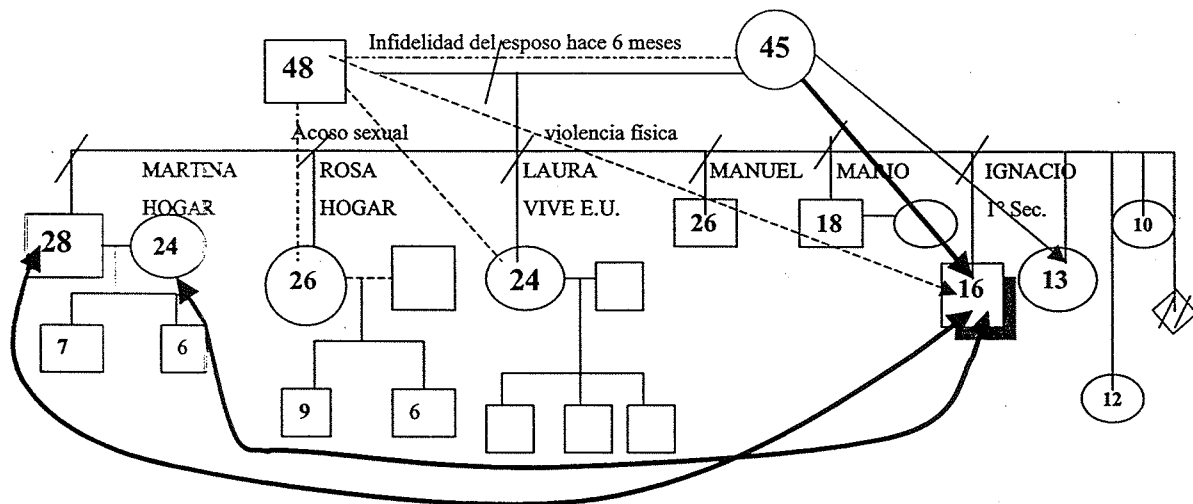 Infidelidad del esposo hace 6 meses
48
45
Acoso sexual
violencia física
MARTINA
ROSA
LAURA
MANUEL
MARIO
IGNACIO
HOGAR
HOGAR
VIVE E.U.
1° Sec.
28
24
26
24
26
18
16
13
10
7
6
9
6
12